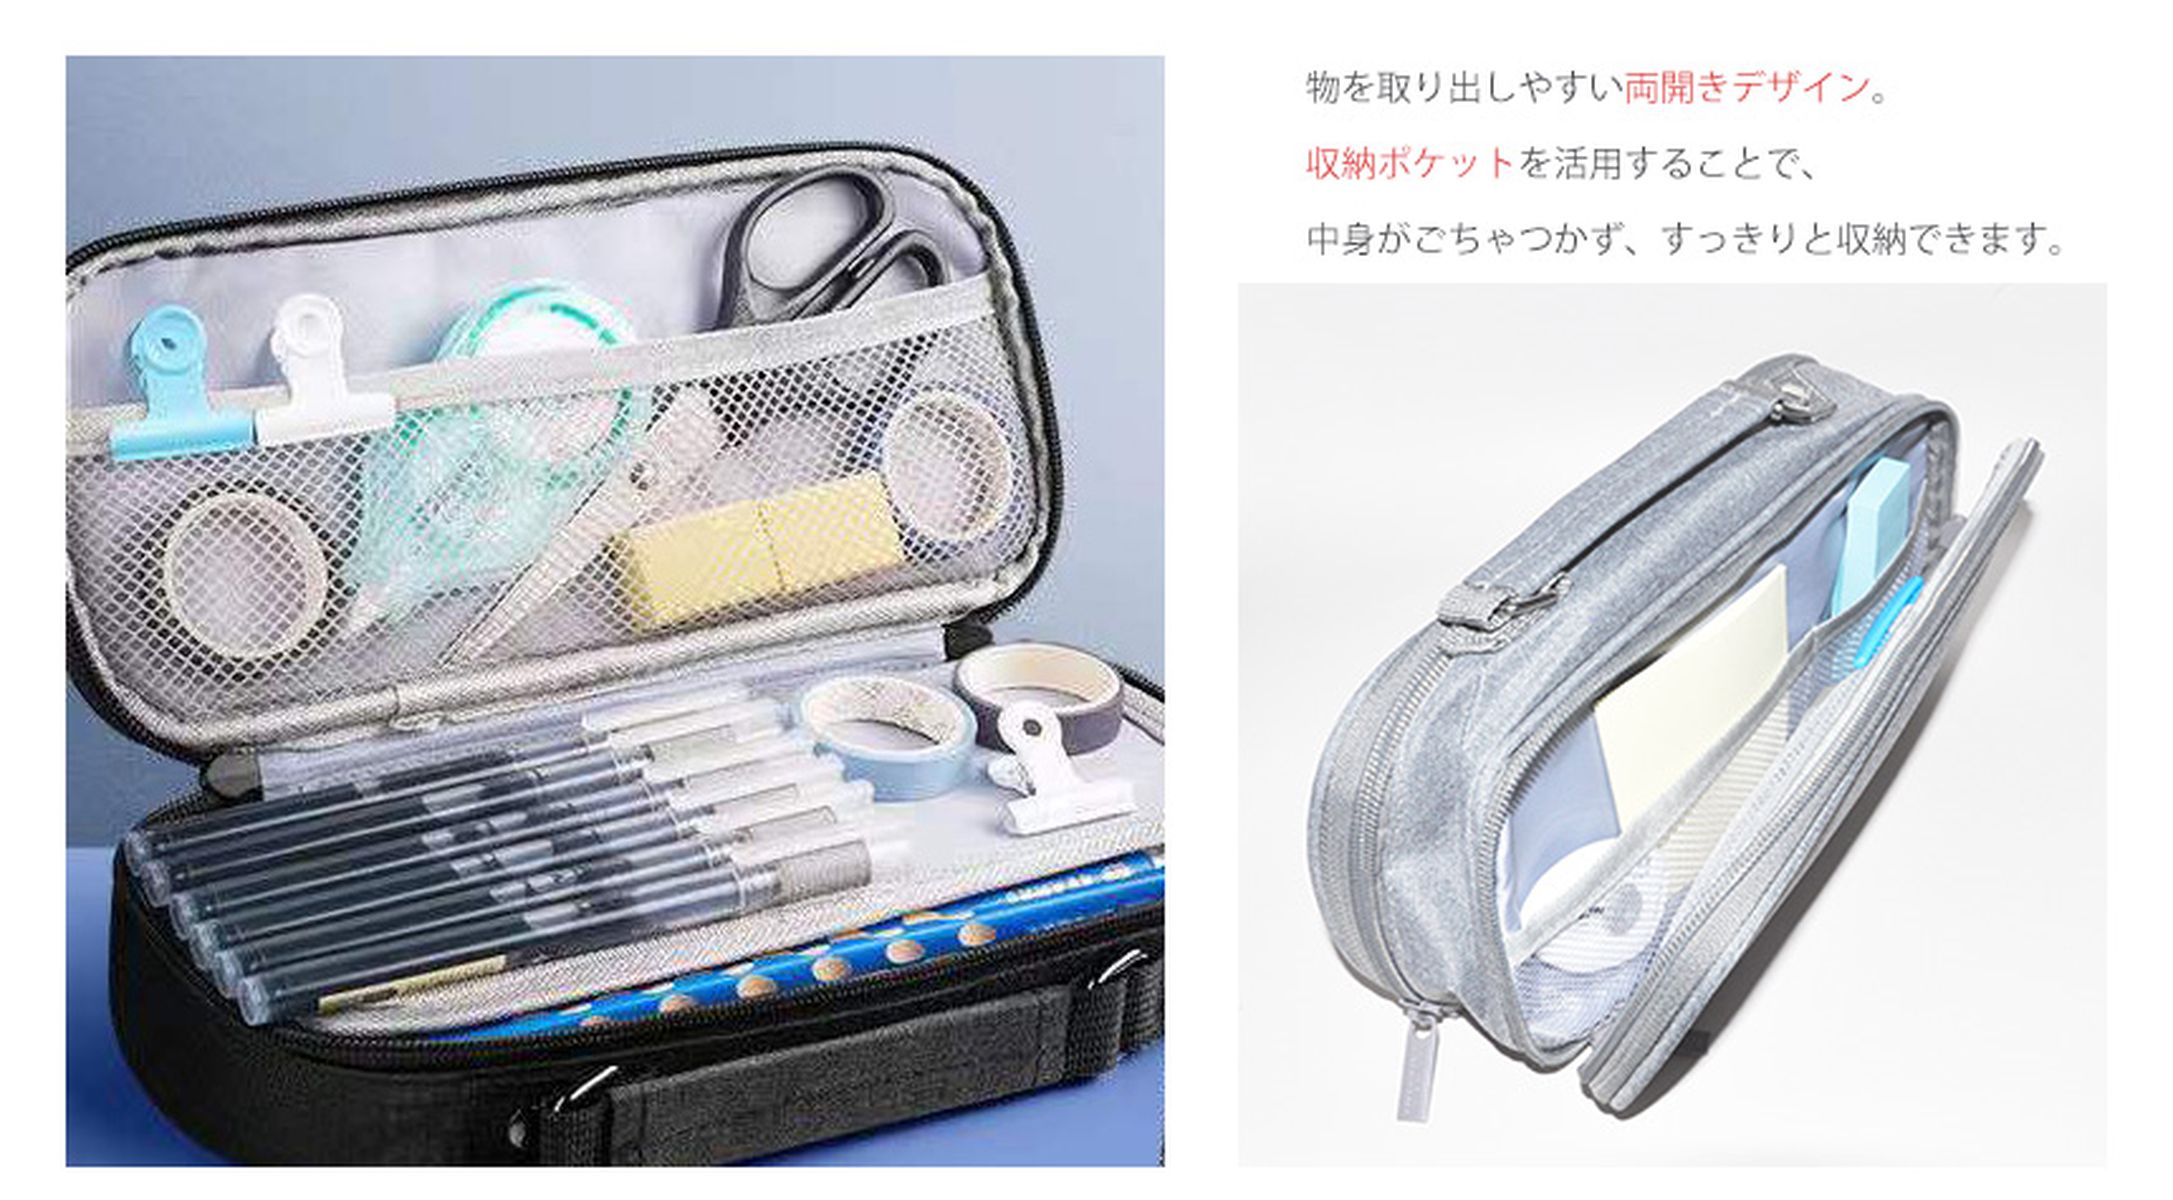 物を取り出しやすい両開きデザイン。
収納ポケットを活用することで、
中身がごちゃつかず、すっきりと収納できます。